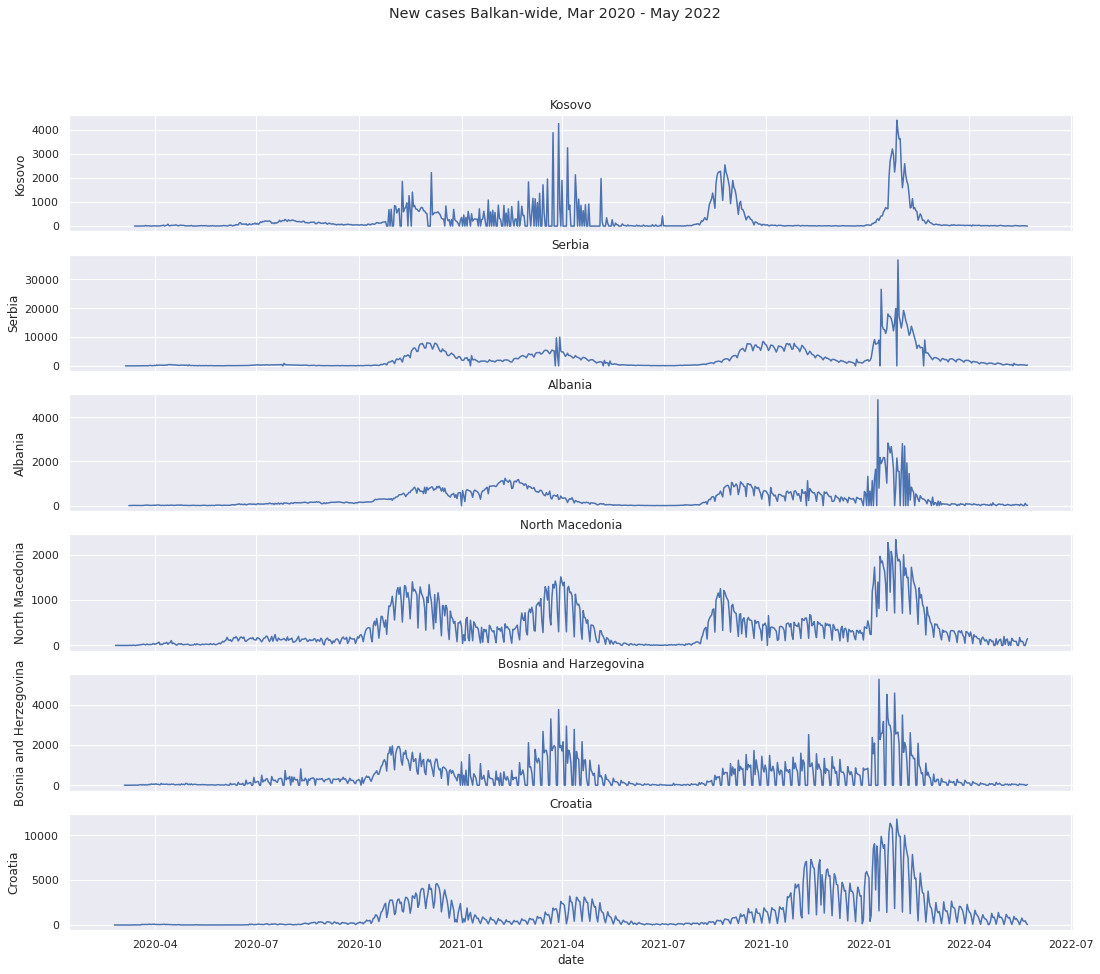 New cases Balkan-wide, Mar 2020 - May 2022
Kosovo
Kosovo
4000
3000
2000
1000
0
Serbia
Serbia
30000
20000
10000
0
Albania
Albania
4000
2000
0
North Macedonia
North Macedonia
2000
1000
0
Bosnia and Harzegovina
Bosnia and Herzegovina
4000
2000
0
Croatia
Croatia
10000
5000
0
2020-04 2020-07 2020-10 2021-01 2021-04 2021-07 2021-10 2022-01 2022-04 2022-07
date